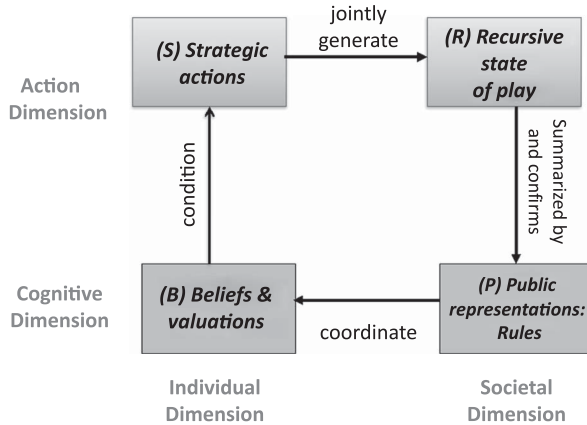 jointly
generate
(S) Strategic
actions
(R) Recursive
state
of play
Action
Dimension
condition
Summarized by
and confirms
Cognitive
Dimension
(B) Beliefs &
valuations
(P) Public
representations:
Rules
coordinate
Individual
Dimension
Societal
Dimension